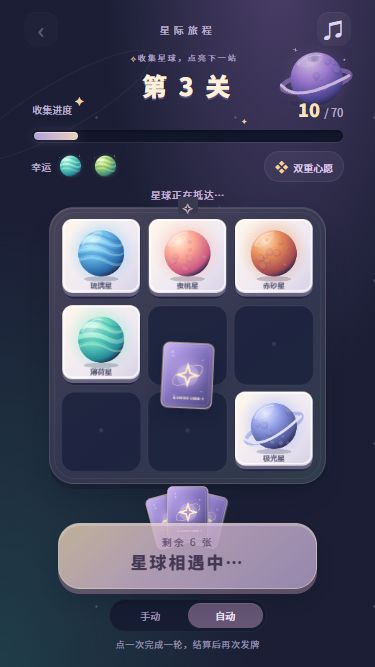 星际旅程
收集星球，点亮下一站
第 3 关
收集进度
10 / 70
幸运
双重心愿
星球正在抵达…
琉璃星
蜜桃星
赤砂星
薄荷星
极光星
剩余 6 张
星球相遇中…
手动
自动
点一次完成一轮，结算后再次发牌